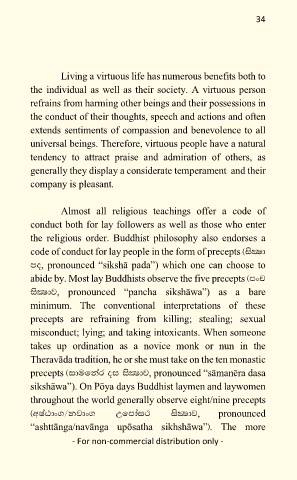 34
Living a virtuous life has numerous benefits both to
the individual as well as their society. A virtuous person
refrains from harming other beings and their possessions in
the conduct of their thoughts, speech and actions and often
extends sentiments of compassion and benevolence to all
universal beings. Therefore, virtuous people have a natural
tendency to attract praise and admiration of others, as
generally they display a considerate temperament and their
company is pleasant.
Almost all religious teachings offer a code of
conduct both for lay followers as well as those who enter
the religious order. Buddhist philosophy also endorses a
code of conduct for lay people in the form of precepts (සික්‍ෂා
පද, pronounced “sikshā pada”) which one can choose to
abide by. Most lay Buddhists observe the five precepts (පංච
සික්‍ෂාව, pronounced “pancha sikshāwa”) as a bare
minimum. The conventional interpretations of these
precepts are refraining from killing; stealing; sexual
misconduct; lying; and taking intoxicants. When someone
takes up ordination as a novice monk or nun in the
Theravāda tradition, he or she must take on the ten monastic
precepts (සාමනේර දස සික්‍ෂාව, pronounced “sāmanēra dasa
sikshāwa”). On Pōya days Buddhist laymen and laywomen
throughout the world generally observe eight/nine precepts
(අෂ්ඨාංග/නවාංග උපෝසථ සික්‍ෂාව, pronounced
“ashttānga/navānga upōsatha sikhshāwa”). The more
- For non-commercial distribution only -